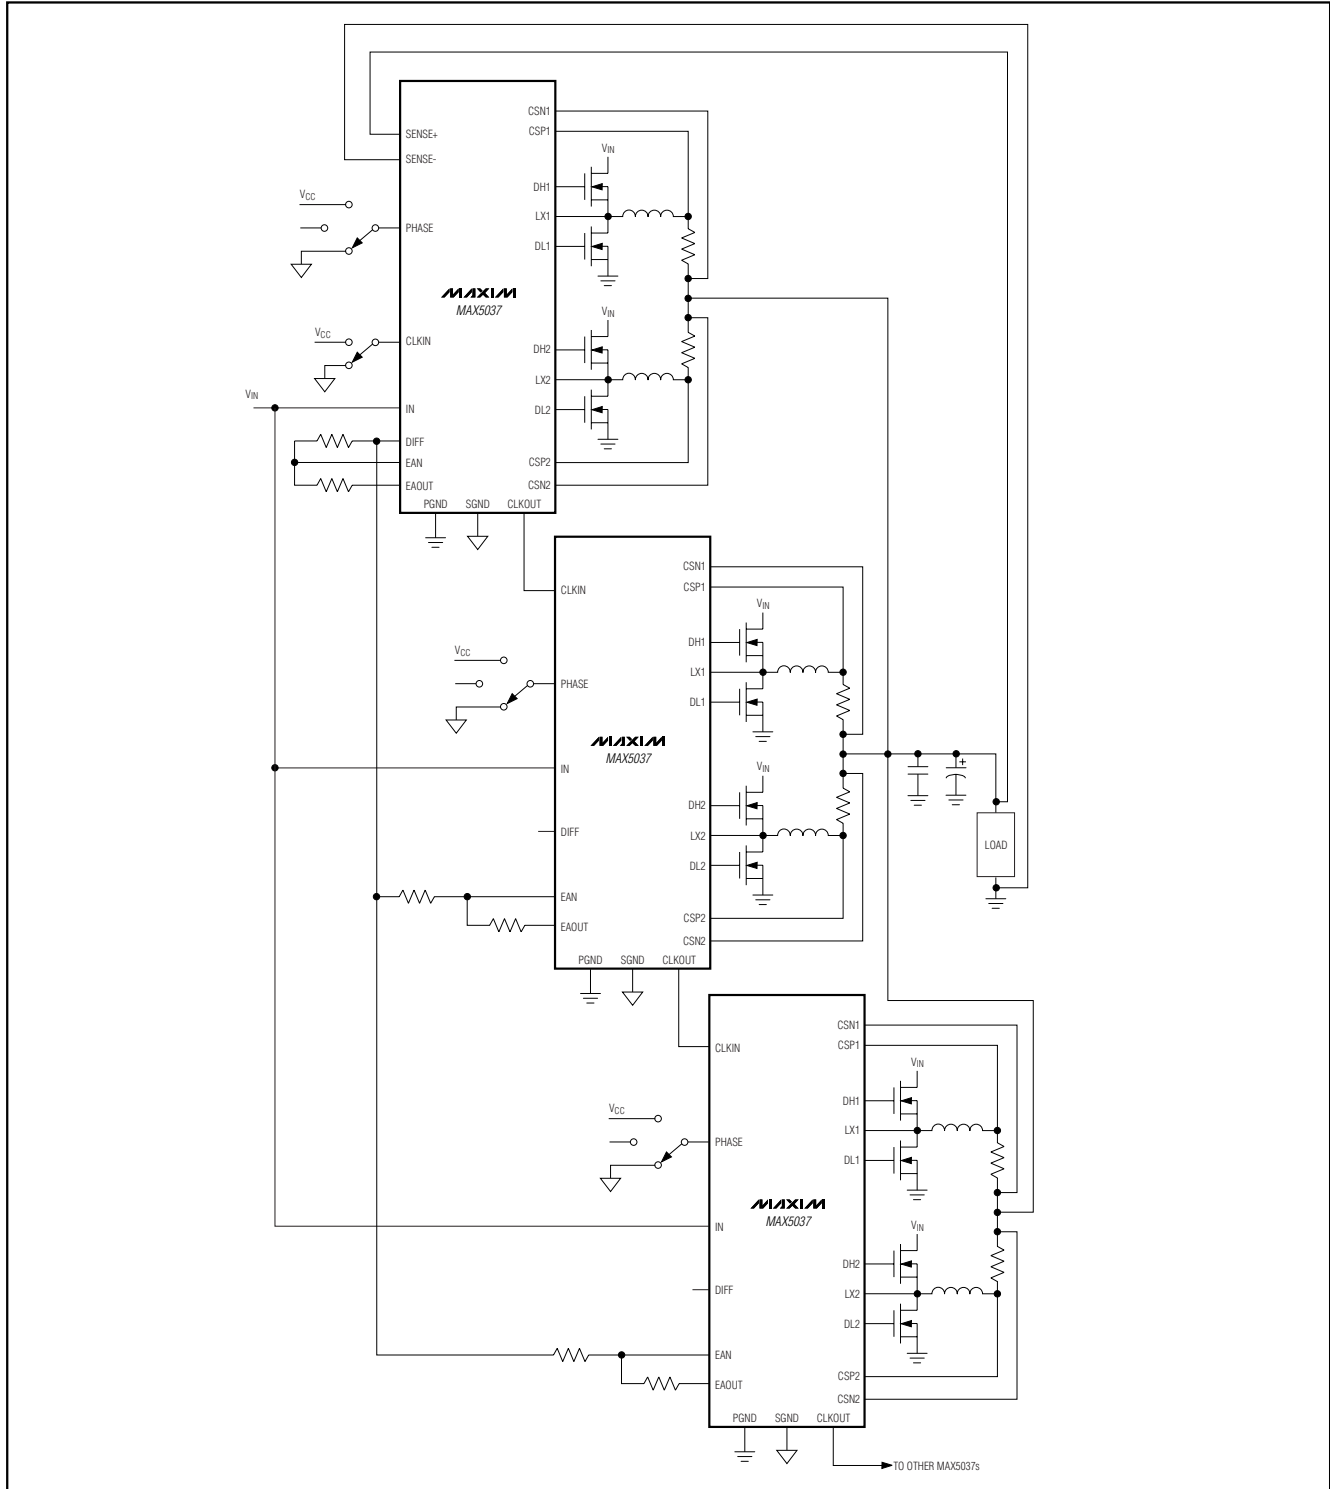 CSN1
CSP1
SENSE+
SENSE-
VIN
DH1
VCC
LX1
PHASE
DL1
MAXIM
MAX5037
VIN
VCC
CLKIN
DH2
LX2
VIN
IN
DL2
DIFF
EAN
CSP2
EAOUT
CSN2
PGND SGND CLKOUT
CSN1
CSP1
CLKIN
VIN
DH1
VCC
LX1
PHASE
DL1
MAXIM
MAX5037
VIN
IN
DH2
DIFF
LX2
LOAD
DL2
EAN
CSP2
EAOUT
CSN2
PGND SGND CLKOUT
CSN1
CSP1
CLKIN
VIN
DH1
VCC
LX1
PHASE
DL1
MAXIM
MAX5037
IN
VIN
DH2
DIFF
LX2
DL2
EAN
CSP2
EAOUT
CSN2
PGND SGND CLKOUT
TO OTHER MAX5037s